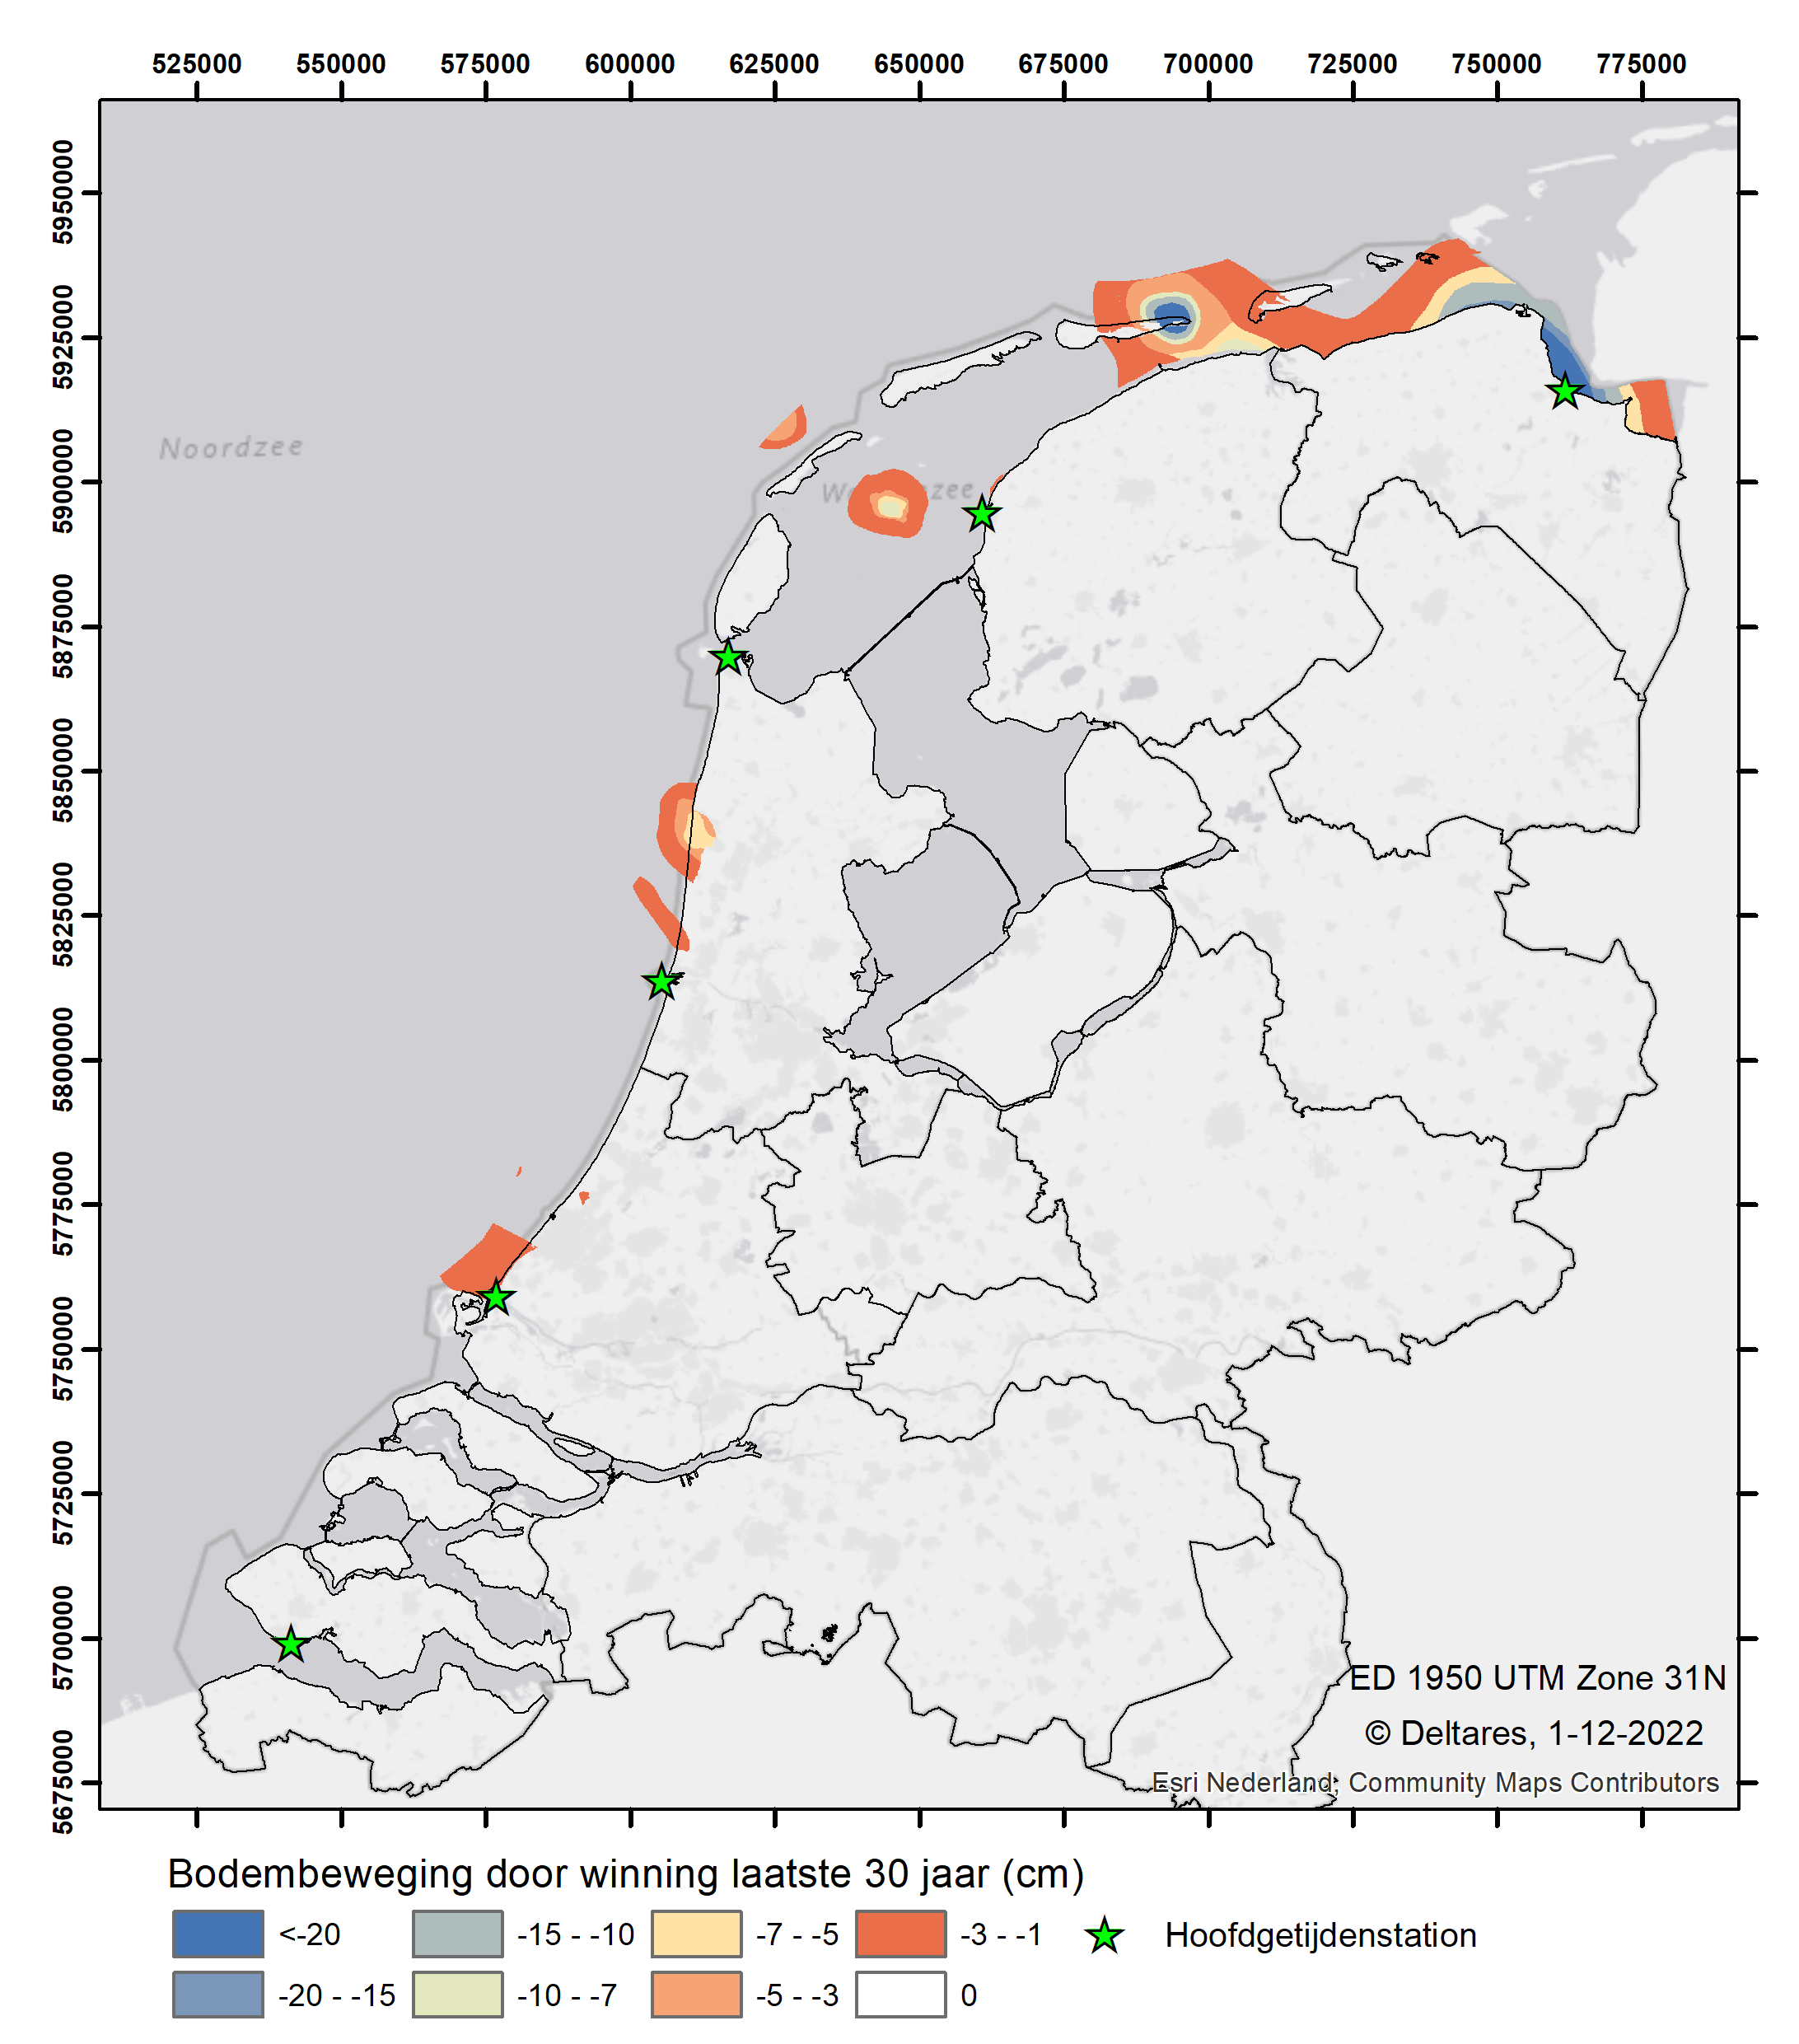 525000 550000 575000 600000 625000 650000 675000 700000 725000 750000 775000
5950000
5925000
5900000
5875000
5850000
5825000
5800000
5775000
5750000
5725000
5700000
5675000
Noordzee
ED 1950 UTM Zone 31N
© Deltares, 1-12-2022
Esri Nederland, Community Maps Contributors
Bodembeweging door winning laatste 30 jaar (cm)
<-20 -15 - -10 -7 - -5 -3 - -1 Hoofdgetijdenstation
-20 - -15 -10 - -7 -5 - -3 0